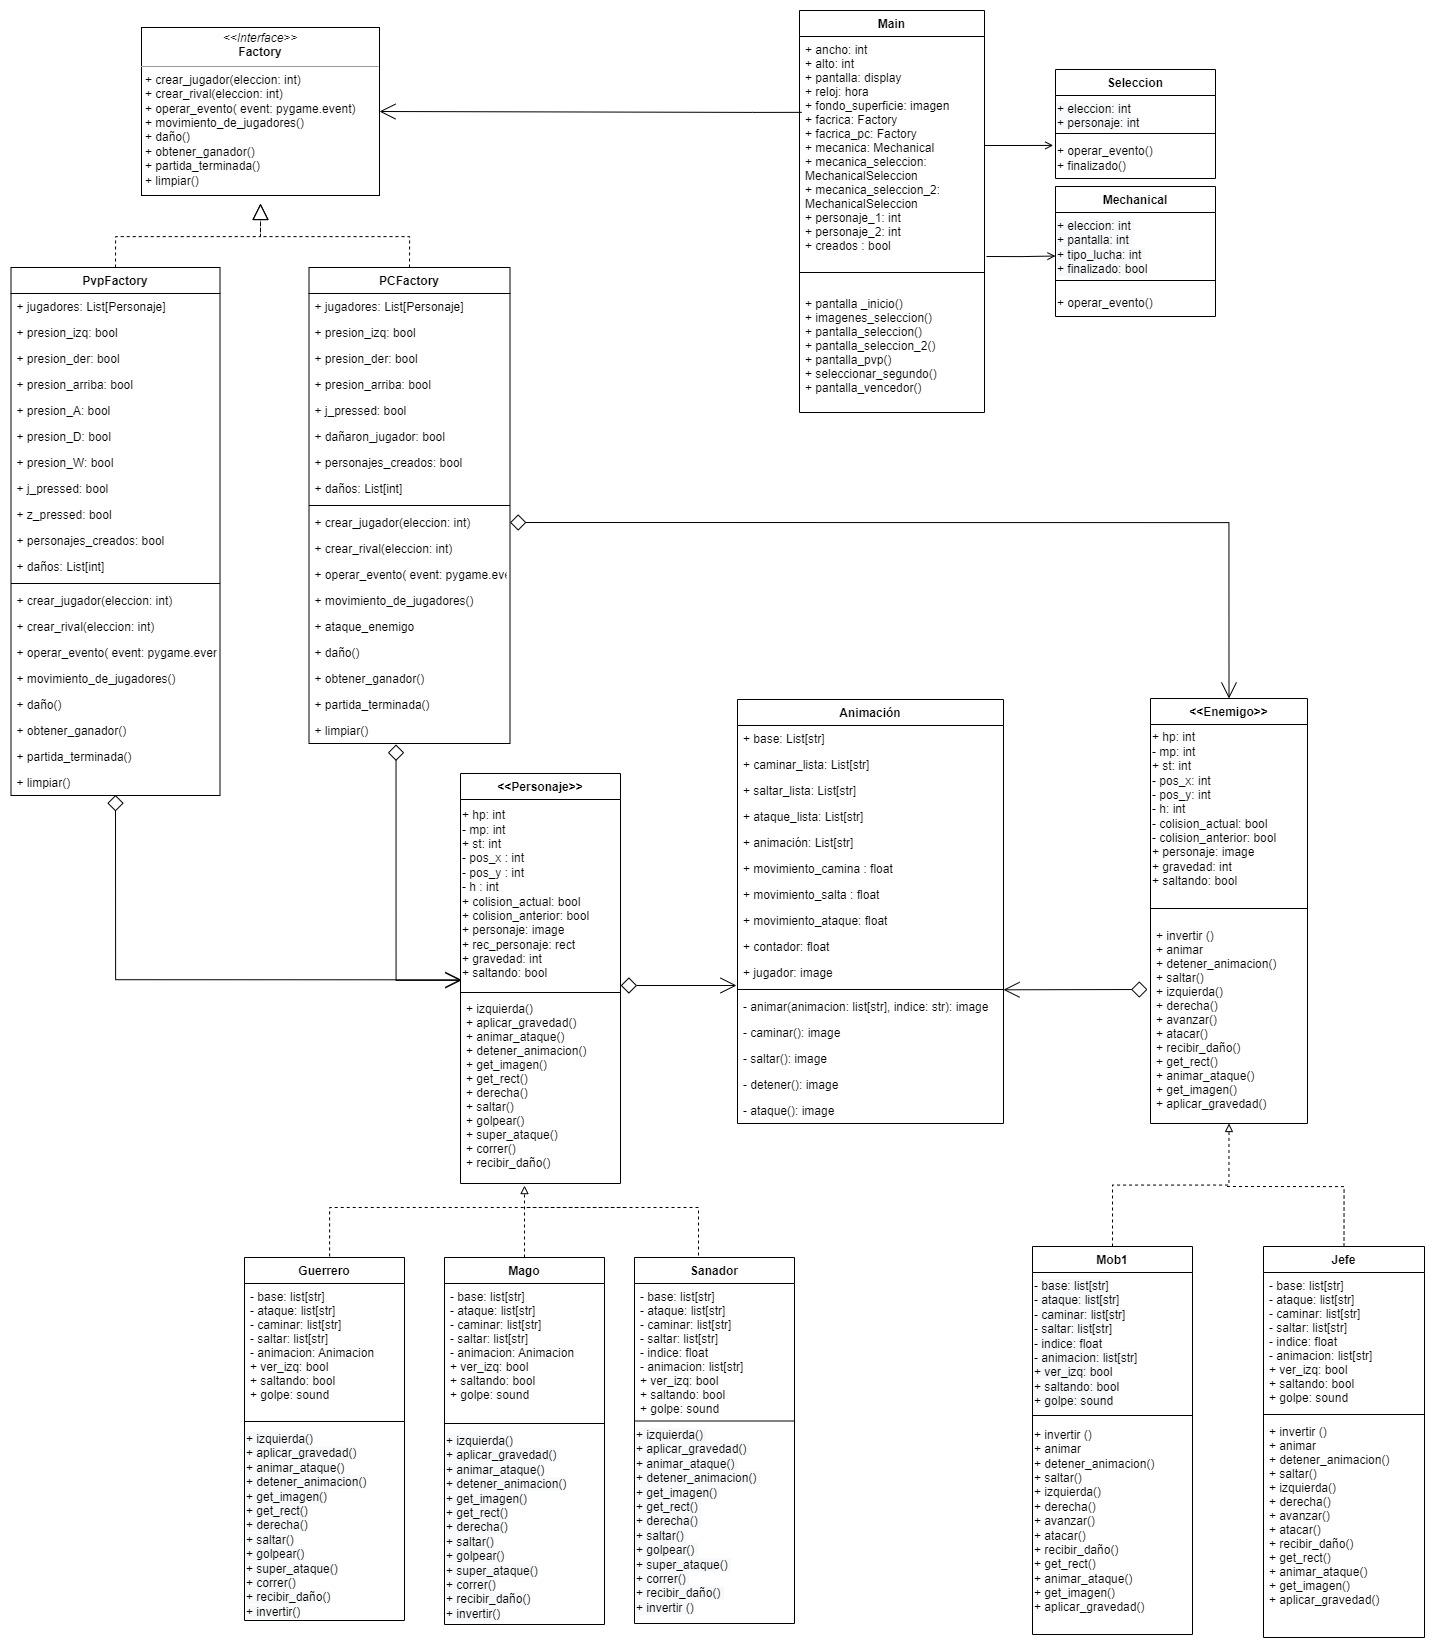 <<Interface>>
Factory
+ crear_jugador(eleccion: int)
+ crear_rival(eleccion: int)
+ operar_evento( event: pygame.event)
+ movimiento_de_jugadores()
+ daño()
+ obtener_ganador()
+ partida_terminada()
+ limpiar()
Main
+ ancho: int
+ alto: int
+ pantalla: display
+ reloj: hora
+ fondo_superficie: imagen
+ facrica: Factory
+ facrica_pc: Factory
+ mecanica: Mechanical
+ mecanica_seleccion:
MechanicalSeleccion
+ mecanica_seleccion_2:
MechanicalSeleccion
+ personaje_1: int
+ personaje_2: int
+ creados : bool
+ pantalla _inicio()
+ imagenes_seleccion()
+ pantalla_seleccion()
+ pantalla_seleccion_2()
+ pantalla_pvp()
+ seleccionar_segundo()
+ pantalla_vencedor()
Seleccion
+ eleccion: int
+ personaje: int
+ operar_evento()
+ finalizado()
Mechanical
+ eleccion: int
+ pantalla: int
+ tipo_lucha: int
+ finalizado: bool
+ operar_evento()
PvpFactory
+ jugadores: List[Personaje]
+ presion_izq: bool
+ presion_der: bool
+ presion_arriba: bool
+ presion_A: bool
+ presion_D: bool
+ presion_W: bool
+ j_pressed: bool
+ z_pressed: bool
+ personajes_creados: bool
+ daños: List[int]
+ crear_jugador(eleccion: int)
+ crear_rival(eleccion: int)
+ operar_evento( event: pygame.ever
+ movimiento_de_jugadores()
+ daño()
+ obtener_ganador()
+ partida_terminada()
+ limpiar()
PCFactory
+ jugadores: List[Personaje]
+ presion_izq: bool
+ presion_der: bool
+ presion_arriba: bool
+ j_pressed: bool
+ dañaron_jugador: bool
+ personajes_creados: bool
+ daños: List[int]
+ crear_jugador(eleccion: int)
+ crear_rival(eleccion: int)
+ operar_evento( event: pygame.eve
+ movimiento_de_jugadores()
+ ataque_enemigo
+ daño()
+ obtener_ganador()
+ partida_terminada()
+ limpiar()
<<Personaje>>
+ hp: int
- mp: int
+ st: int
- pos_x : int
- pos_y : int
- h : int
+ colision_actual: bool
+ colision_anterior: bool
+ personaje: image
+ rec_personaje: rect
+ gravedad: int
+ saltando: bool
+ izquierda()
+ aplicar_gravedad()
+ animar_ataque()
+ detener_animacion()
+ get_imagen()
+ get_rect()
+ derecha()
+ saltar()
+ golpear()
+ super_ataque()
+ correr()
+ recibir_daño()
Animación
+ base: List[str]
+ caminar_lista: List[str]
+ saltar_lista: List[str]
+ ataque_lista: List[str]
+ animación: List[str]
+ movimiento_camina : float
+ movimiento_salta : float
+ movimiento_ataque: float
+ contador: float
+ jugador: image
- animar(animacion: list[str], indice: str): image
- caminar(): image
- saltar(): image
- detener(): image
- ataque(): image
<<Enemigo>>
+ hp: int
- mp: int
+ st: int
- pos_x: int
- pos_y: int
- h: int
- colision_actual: bool
- colision_anterior: bool
+ personaje: image
+ gravedad: int
+ saltando: bool
+ invertir ()
+ animar
+ detener_animacion()
+ saltar()
+ izquierda()
+ derecha()
+ avanzar()
+ atacar()
+ recibir_daño()
+ get_rect()
+ animar_ataque()
+ get_imagen()
+ aplicar_gravedad()
Guerrero
- base: list[str]
- ataque: list[str]
- caminar: list[str]
- saltar: list[str]
- animacion: Animacion
+ ver_izq: bool
+ saltando: bool
+ golpe: sound
+ izquierda()
+ aplicar_gravedad()
+ animar_ataque()
+ detener_animacion()
+ get_imagen()
+ get_rect()
+ derecha()
+ saltar()
+ golpear()
+ super_ataque()
+ correr()
+ recibir_daño()
+ invertir()
Mago
- base: list[str]
- ataque: list[str]
- caminar: list[str]
- saltar: list[str]
- animacion: Animacion
+ ver_izq: bool
+ saltando: bool
+ golpe: sound
+ izquierda()
+ aplicar_gravedad()
+ animar_ataque()
+ detener_animacion()
+ get_imagen()
+ get_rect()
+ derecha()
+ saltar()
+ golpear()
+ super_ataque()
+ correr()
+ recibir_daño()
+ invertir()
Sanador
- base: list[str]
- ataque: list[str]
- caminar: list[str]
- saltar: list[str]
- indice: float
- animacion: list[str]
+ ver_izq: bool
+ saltando: bool
+ golpe: sound
+ izquierda()
+ aplicar_gravedad()
+ animar_ataque()
+ detener_animacion()
+ get_imagen()
+ get_rect()
+ derecha()
+ saltar()
+ golpear()
+ super_ataque()
+ correr()
+ recibir_daño()
+ invertir ()
Mob1
- base: list[str]
- ataque: list[str]
- caminar: list[str]
- saltar: list[str]
- indice: float
- animacion: list[str]
+ ver_izq: bool
+ saltando: bool
+ golpe: sound
+ invertir ()
+ animar
+ detener_animacion()
+ saltar()
+ izquierda()
+ derecha()
+ avanzar()
+ atacar()
+ recibir_daño()
+ get_rect()
+ animar_ataque()
+ get_imagen()
+ aplicar_gravedad()
Jefe
- base: list[str]
- ataque: list[str]
- caminar: list[str]
- saltar: list[str]
- indice: float
- animacion: list[str]
+ ver_izq: bool
+ saltando: bool
+ golpe: sound
+ invertir ()
+ animar
+ detener_animacion()
+ saltar()
+ izquierda()
+ derecha()
+ avanzar()
+ atacar()
+ recibir_daño()
+ get_rect()
+ animar_ataque()
+ get_imagen()
+ aplicar_gravedad()